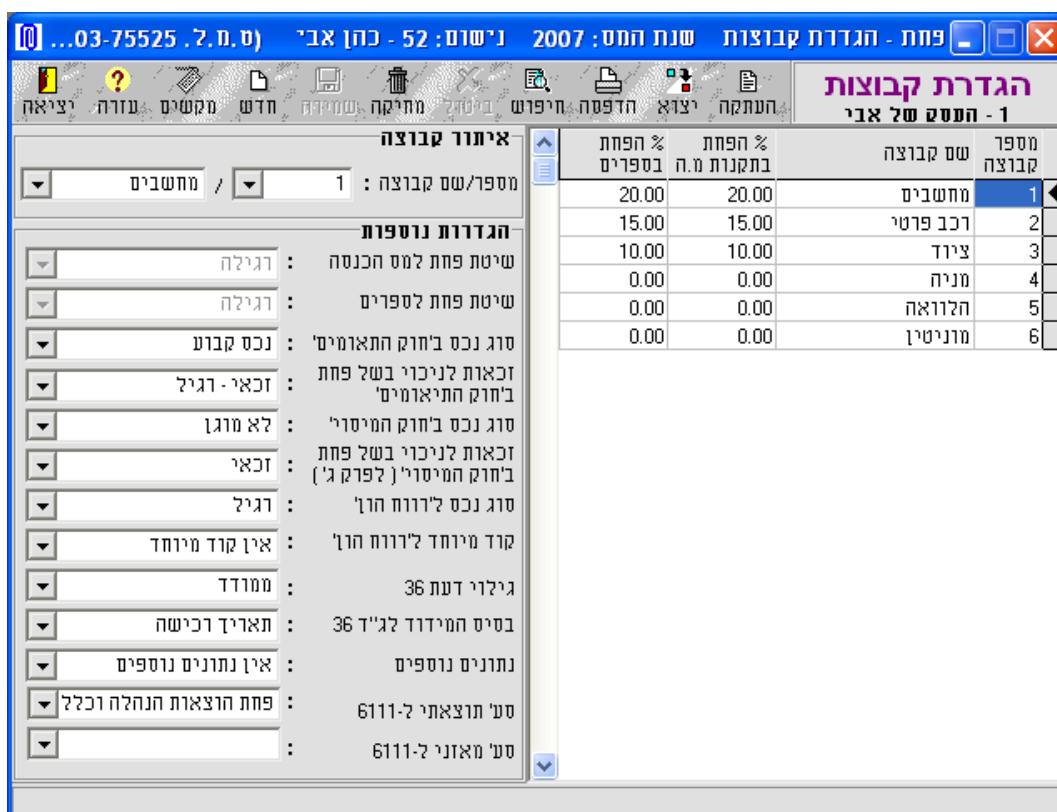 פחת - הגדרת קבוצות שנת המס: 2007 נישום: 52 - כהן אבי (ט.מ.ל. 03-75525...
הגדרת קבוצות
1 - העסק של אבי
העתקה יצוא הדפסה חיפוש ביטול מחיקה שמירה חדש מקשים עזרה יציאה
מספר קבוצה שם קבוצה % הפחת בתקנות מ.ה % הפחת בספרים
1 מחשבים 20.00 20.00
2 רכב פרטי 15.00 15.00
3 ציוד 10.00 10.00
4 מניה 0.00 0.00
5 הלוואה 0.00 0.00
6 מוניטין 0.00 0.00
איתור קבוצה
מספר/שם קבוצה : 1 / מחשבים
הגדרות נוספות
שיטת פחת למס הכנסה : רגילה
שיטת פחת לספרים : רגילה
סוג נכס ב'חוק התאומים' : נכס קבוע
זכאות לניכוי בשל פחת
ב'חוק התיאומים' : זכאי - רגיל
סוג נכס ב'חוק המיסוי' : לא מוגן
זכאות לניכוי בשל פחת
ב'חוק המיסוי' ( לפרק ג' ) : זכאי
סוג נכס ל'רווח הון' : רגיל
קוד מיוחד ל'רווח הון' : אין קוד מיוחד
גילוי דעת 36 : ממודד
בסיס המידוד לג"ד 36 : תאריך רכישה
נתונים נוספים : אין נתונים נוספים
סע' תוצאתי ל-6111 : פחת הוצאות הנהלה וכלל
סע' מאזני ל-6111 :